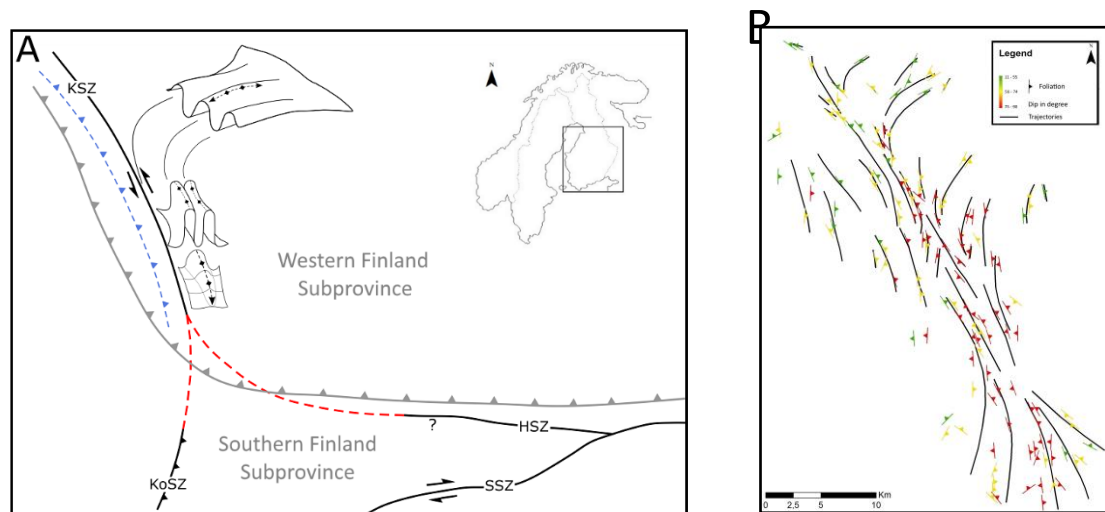 A
KSZ
N
Western Finland
Subprovince
?
HSZ
Southern Finland
Subprovince
KoSZ
SSZ
B
Legend
N
Foliation
Dip in degree
Trajectories
Km
0 2,5 5 10